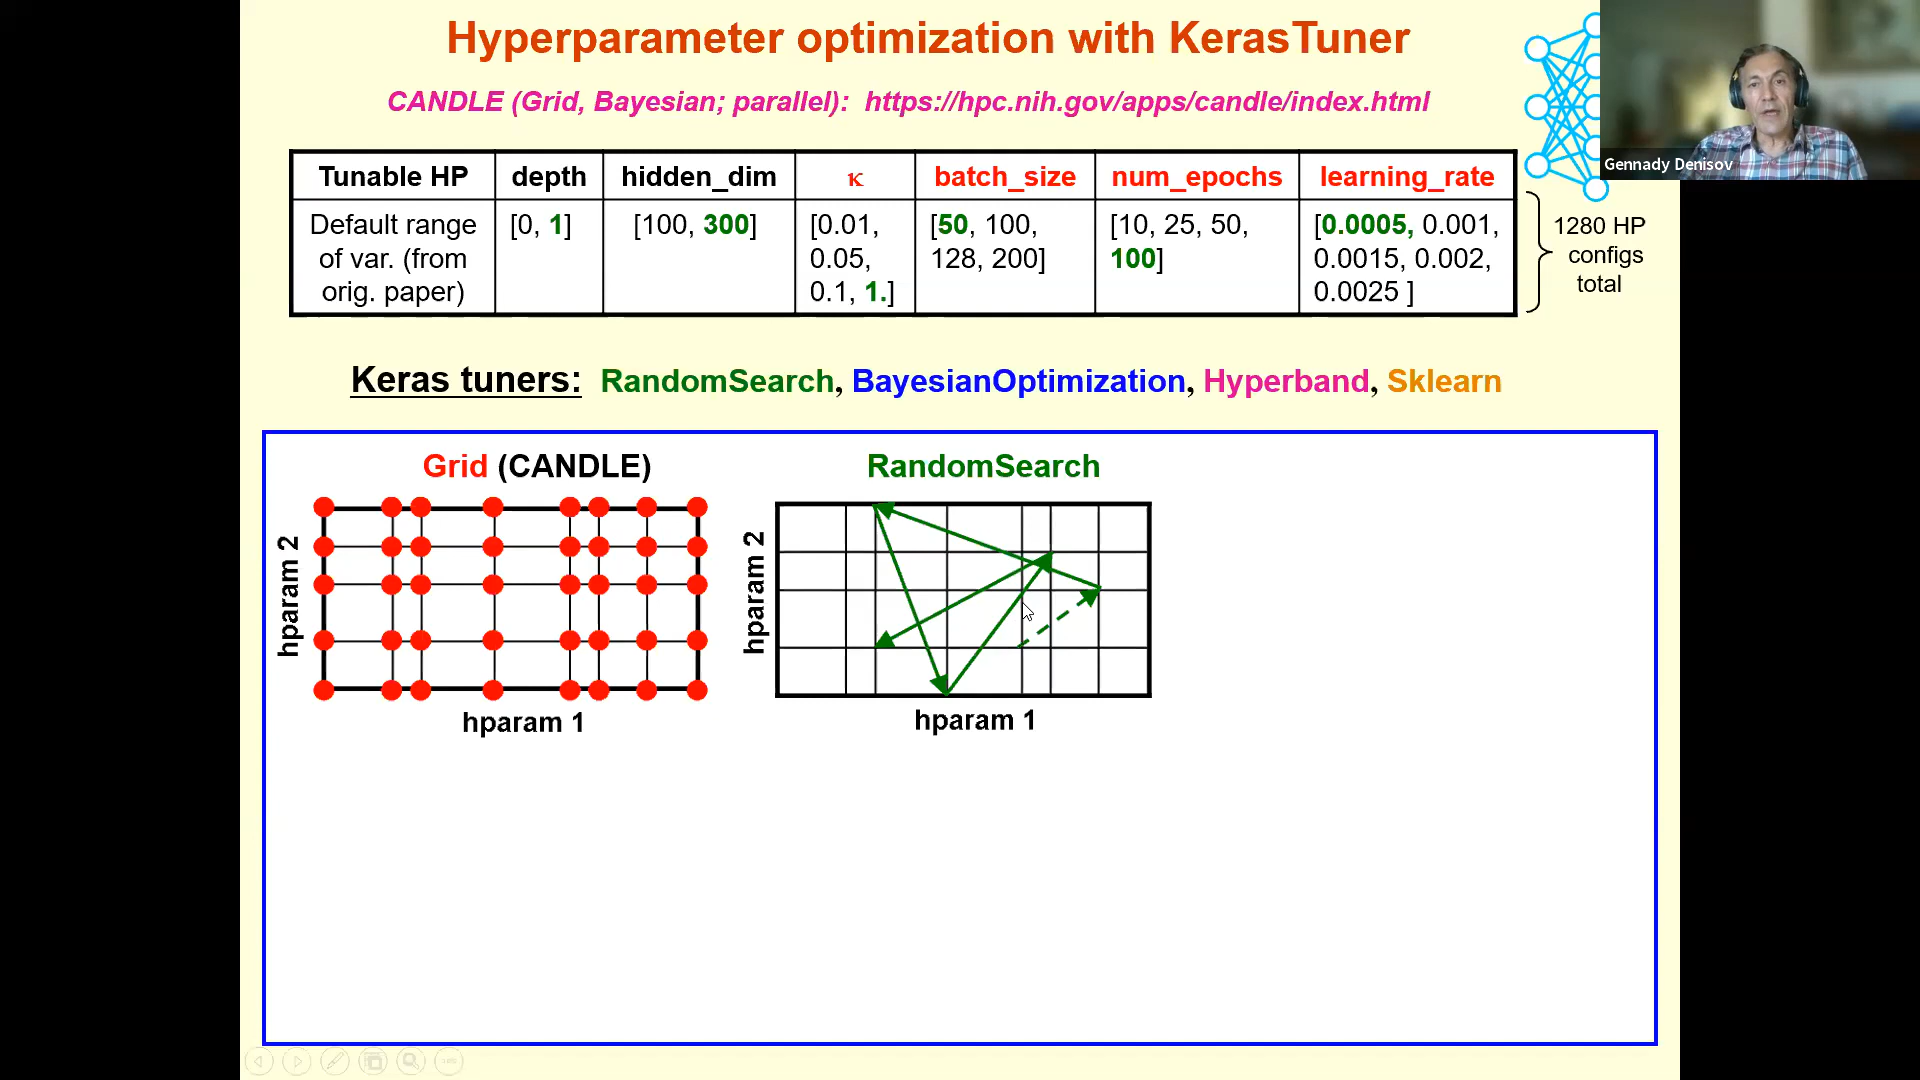 Hyperparameter optimization with KerasTuner
CANDLE (Grid, Bayesian; parallel): https://hpc.nih.gov/apps/candle/index.html
Gennady Denisov
Tunable HP depth hidden_dim κ batch_size num_epochs learning_rate
Default range of var. (from orig. paper) [0, 1] [100, 300] [0.01, 0.05, 0.1, 1.] [50, 100, 128, 200] [10, 25, 50, 100] [0.0005, 0.001, 0.0015, 0.002, 0.0025 ]
1280 HP
configs
total
Keras tuners: RandomSearch, BayesianOptimization, Hyperband, Sklearn
Grid (CANDLE)
hparam 2
hparam 1
RandomSearch
hparam 2
hparam 1